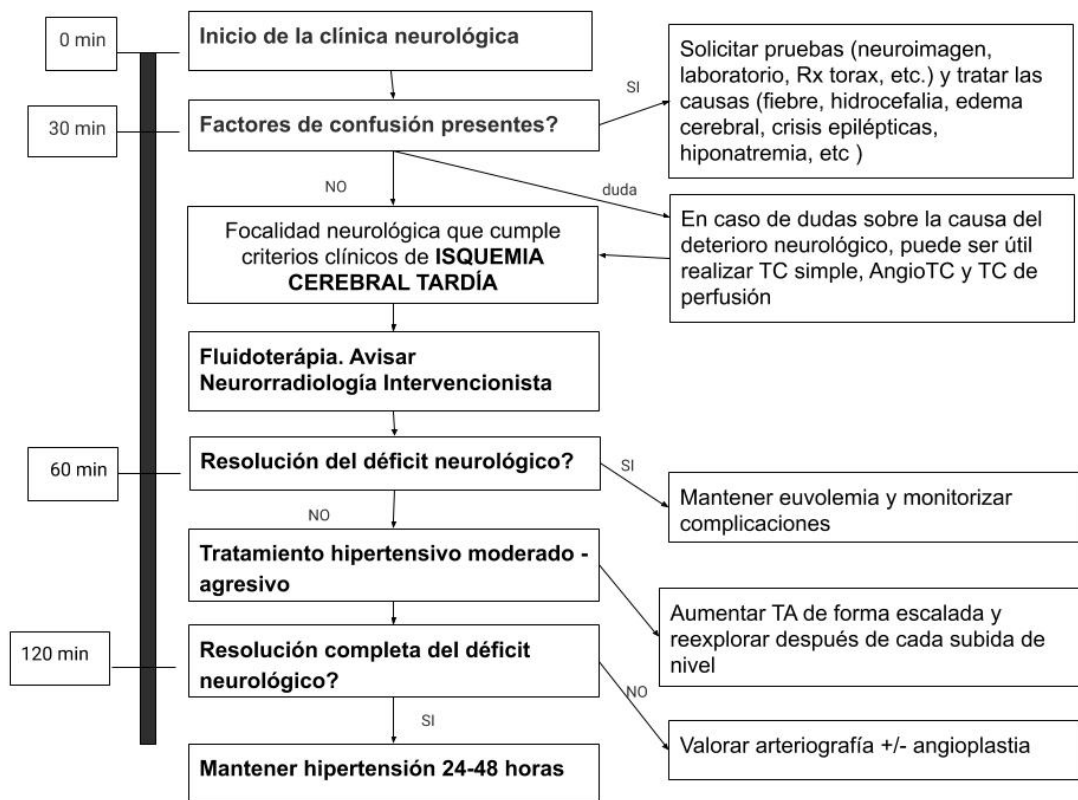 0 min
Inicio de la clínica neurológica
Solicitar pruebas (neuroimagen,
laboratorio, Rx torax, etc.) y tratar las
causas (fiebre, hidrocefalia, edema
cerebral, crisis epilépticas,
hiponatremia, etc )
SI
30 min
Factores de confusión presentes?
NO
duda
Focalidad neurológica que cumple
criterios clínicos de ISQUEMIA
CEREBRAL TARDÍA
En caso de dudas sobre la causa del
deterioro neurológico, puede ser útil
realizar TC simple, AngioTC y TC de
perfusión
Fluidoterápia. Avisar
Neurorradiología Intervencionista
60 min
Resolución del déficit neurológico?
SI
Mantener euvolemia y monitorizar
complicaciones
NO
Tratamiento hipertensivo moderado -
agresivo
Aumentar TA de forma escalada y
reexplorar después de cada subida de
nivel
120 min
Resolución completa del déficit
neurológico?
NO
Valorar arteriografía +/- angioplastia
SI
Mantener hipertensión 24-48 horas